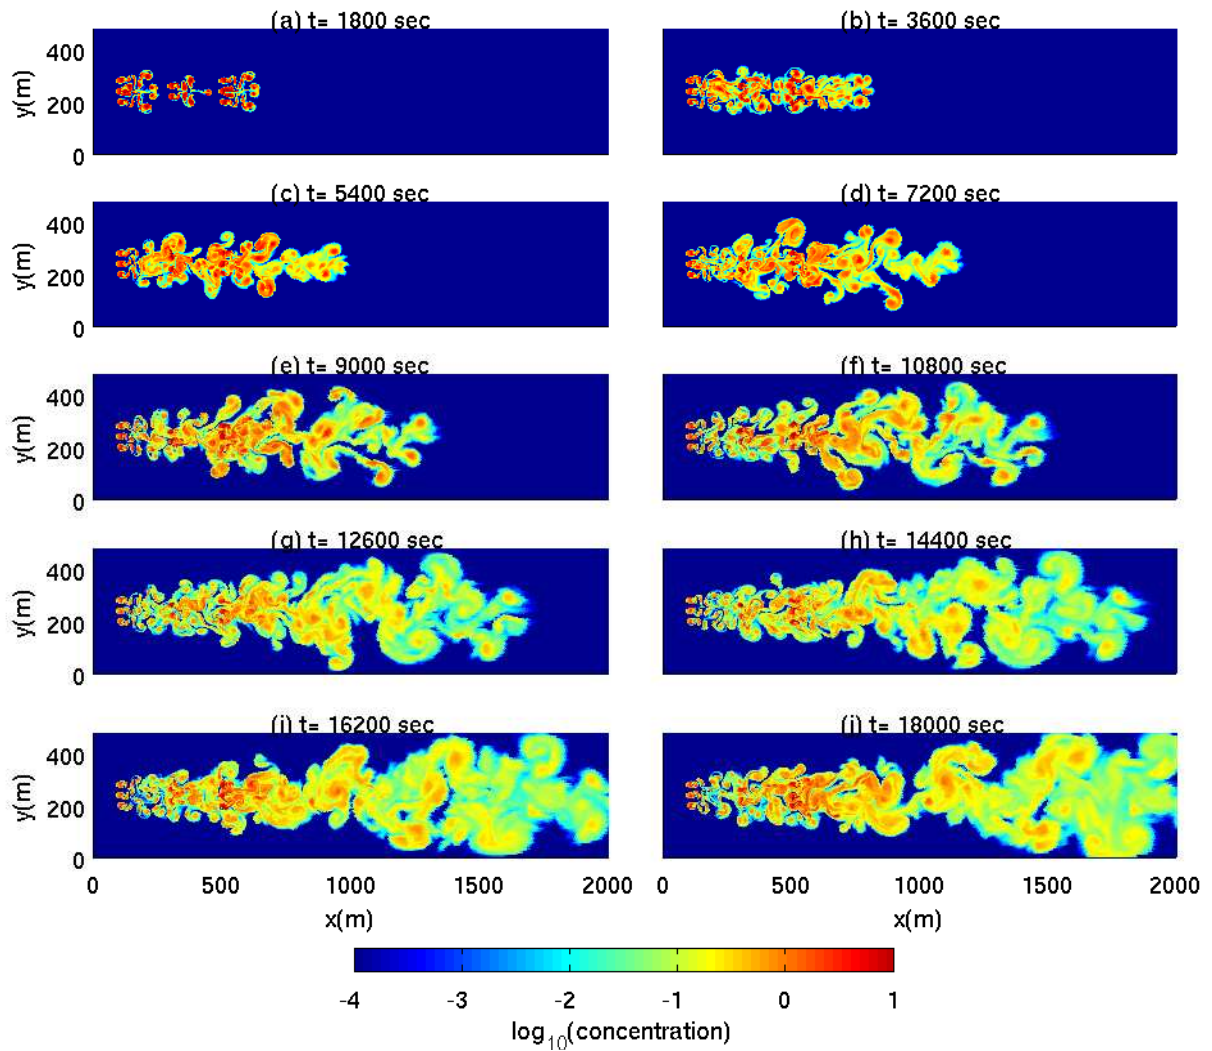 (a) t= 1800 sec
(b) t= 3600 sec
400
200
0
y(m)
(c) t= 5400 sec
(d) t= 7200 sec
400
200
0
y(m)
(e) t= 9000 sec
(f) t= 10800 sec
400
200
0
y(m)
(g) t= 12600 sec
(h) t= 14400 sec
400
200
0
y(m)
(i) t= 16200 sec
(j) t= 18000 sec
400
200
0
y(m)
0 500 1000 1500 2000
0 500 1000 1500 2000
x(m)
x(m)
-4 -3 -2 -1 0 1
log10(concentration)